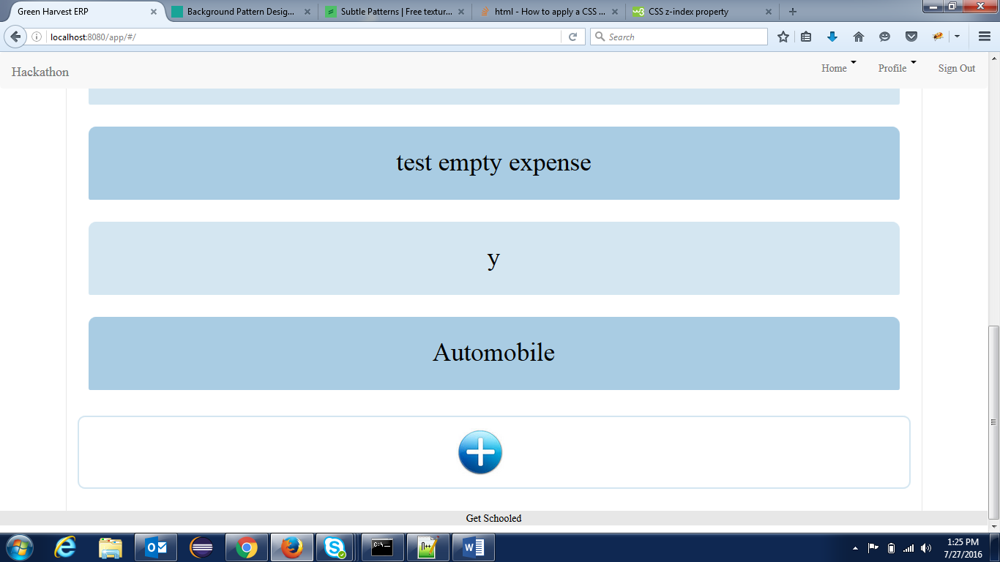 Green Harvest ERP
Background Pattern Desig...
Subtle Patterns | Free textur...
html - How to apply a CSS ...
CSS z-index property
localhost:8080/app/#/
Search
Hackathon
Home
Profile
Sign Out
test empty expense
y
Automobile
Get Schooled
1:25 PM
7/27/2016